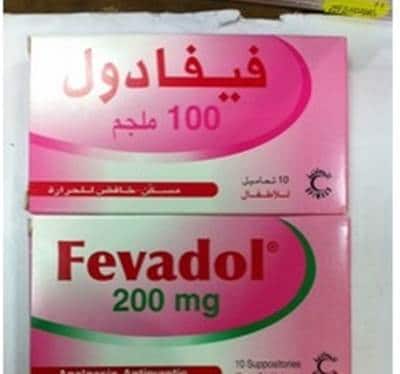 فيفادول
100 ملجم
مسكن - خافض للحرارة
10 تحاميل
للأطفال
Fevadol®
200 mg
10 Suppositories
Analgesic Antipyretic